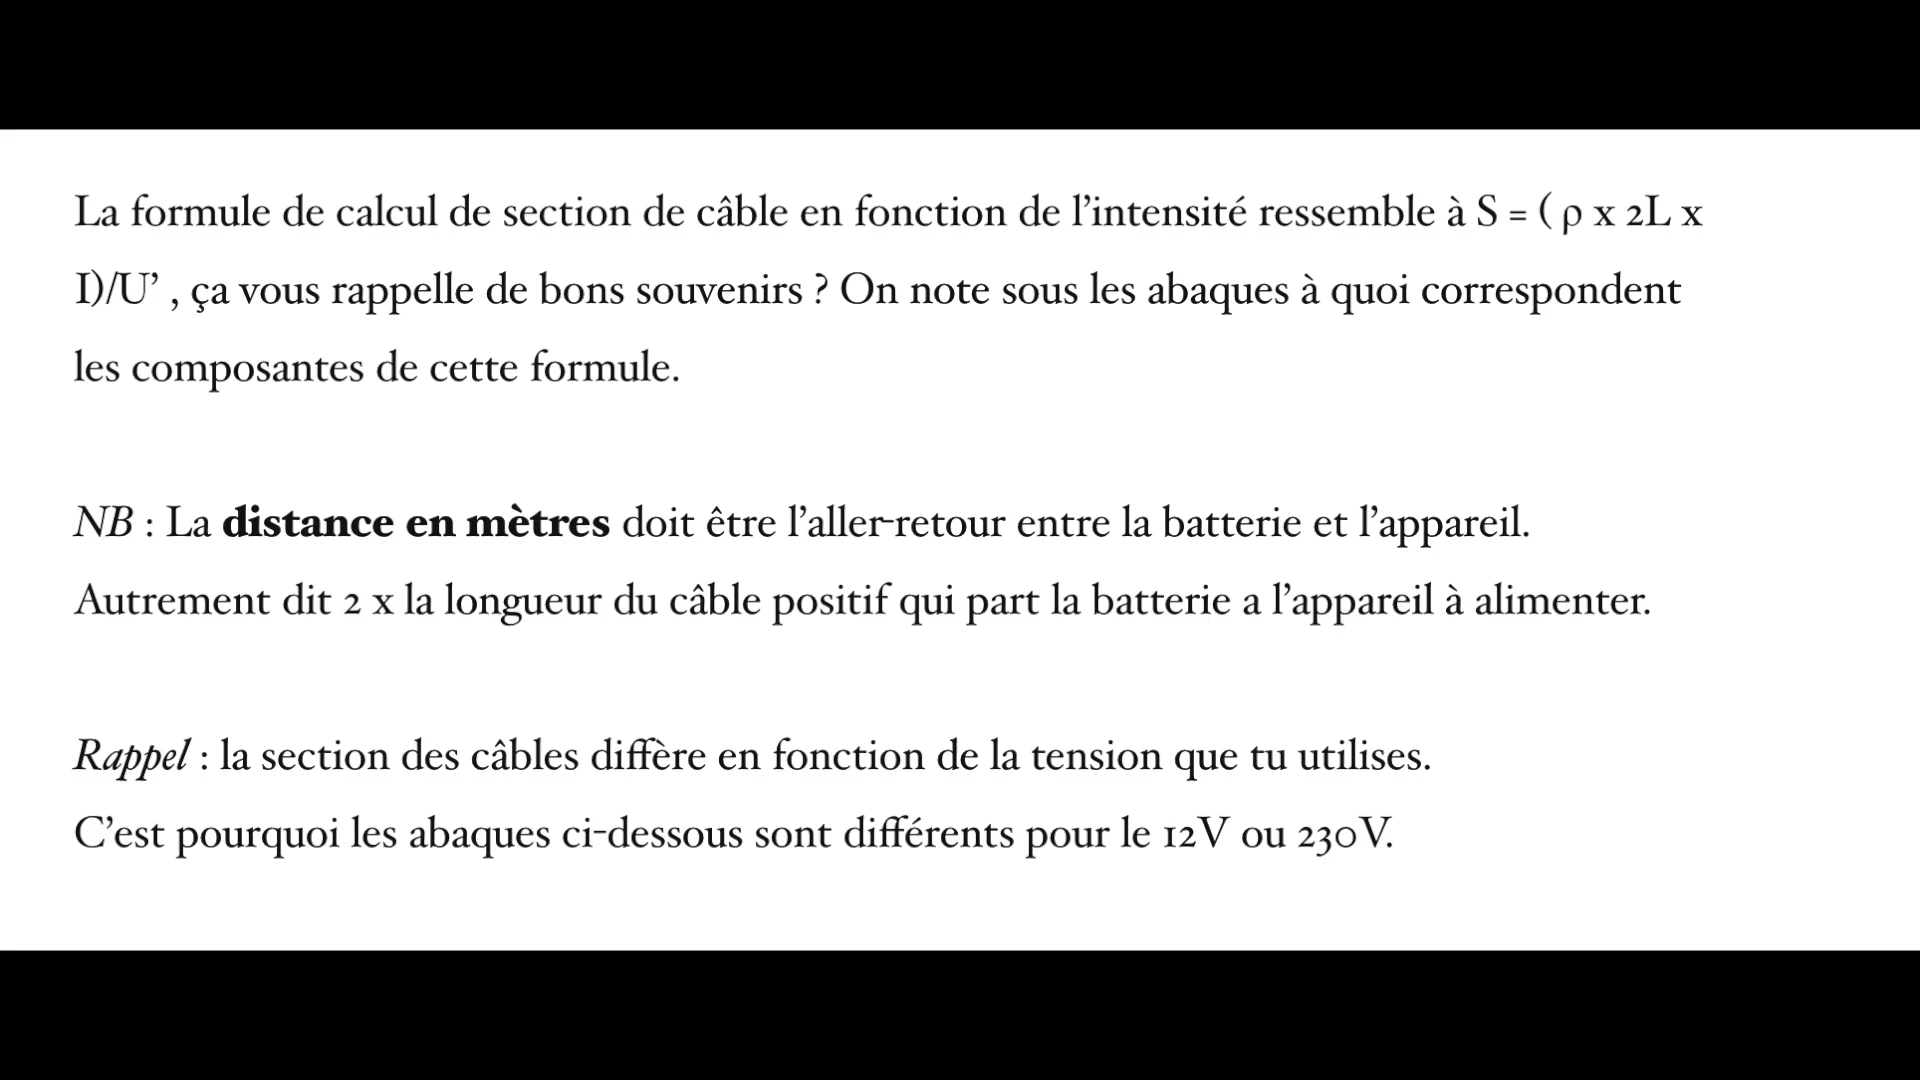 La formule de calcul de section de câble en fonction de l’intensité ressemble à S = ( ρ x 2L x
I)/U’ , ça vous rappelle de bons souvenirs ? On note sous les abaques à quoi correspondent
les composantes de cette formule.
NB : La distance en mètres doit être l’aller-retour entre la batterie et l’appareil.
Autrement dit 2 x la longueur du câble positif qui part la batterie a l’appareil à alimenter.
Rappel : la section des câbles diffère en fonction de la tension que tu utilises.
C’est pourquoi les abaques ci-dessous sont différents pour le 12V ou 230V.